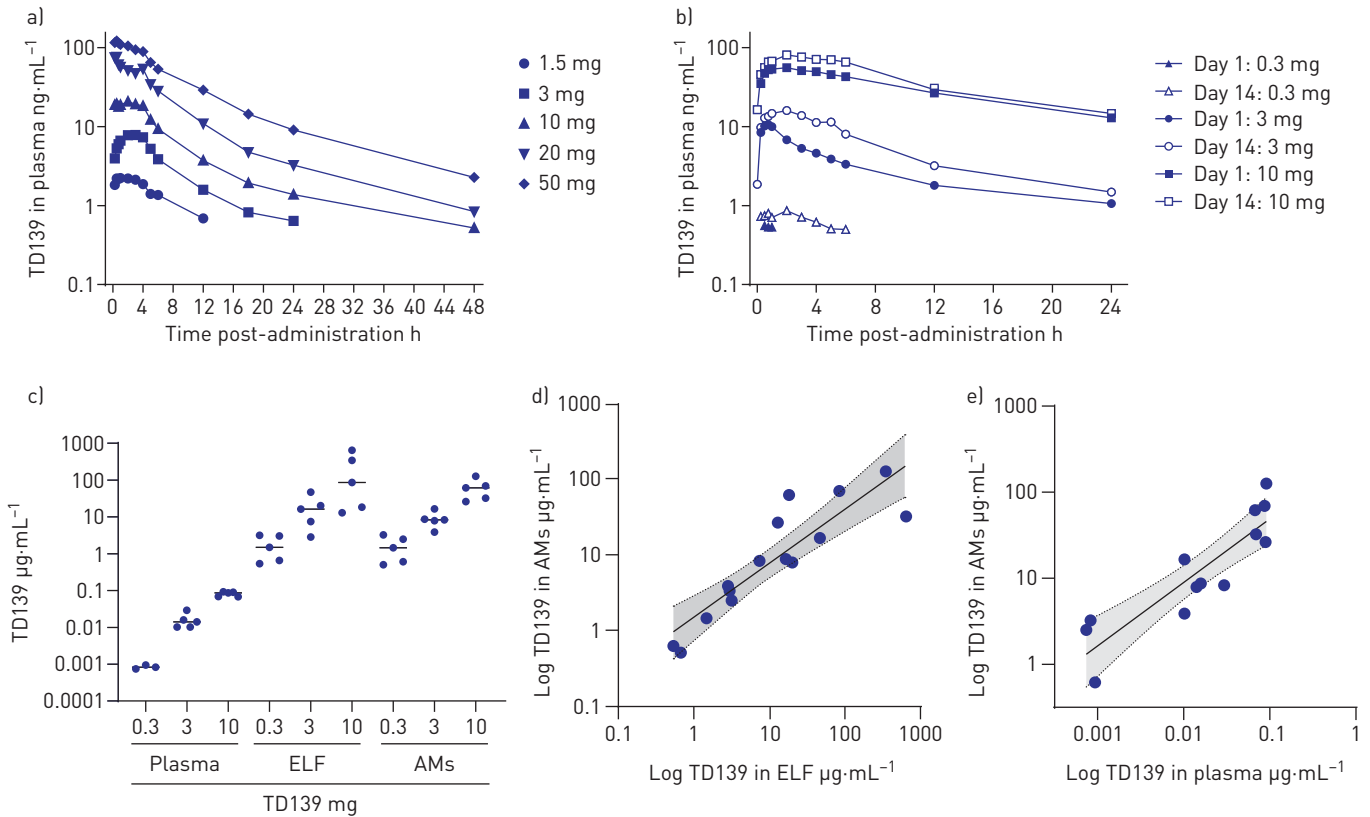 a)
TD139 in plasma ng·mL⁻¹
100
10
1
0.1
0 4 8 12 16 20 24 28 32 36 40 44 48
Time post-administration h
1.5 mg
3 mg
10 mg
20 mg
50 mg
b)
TD139 in plasma ng·mL⁻¹
100
10
1
0.1
0 4 8 12 16 20 24
Time post-administration h
Day 1: 0.3 mg
Day 14: 0.3 mg
Day 1: 3 mg
Day 14: 3 mg
Day 1: 10 mg
Day 14: 10 mg
c)
TD139 µg·mL⁻¹
1000
100
10
1
0.1
0.01
0.001
0.0001
0.3 3 10 0.3 3 10 0.3 3 10
Plasma ELF AMs
TD139 mg
d)
Log TD139 in AMs µg·mL⁻¹
1000
100
10
1
0.1
0.1 1 10 100 1000
Log TD139 in ELF µg·mL⁻¹
e)
Log TD139 in AMs µg·mL⁻¹
1000
100
10
1
0.001 0.01 0.1 1
Log TD139 in plasma µg·mL⁻¹